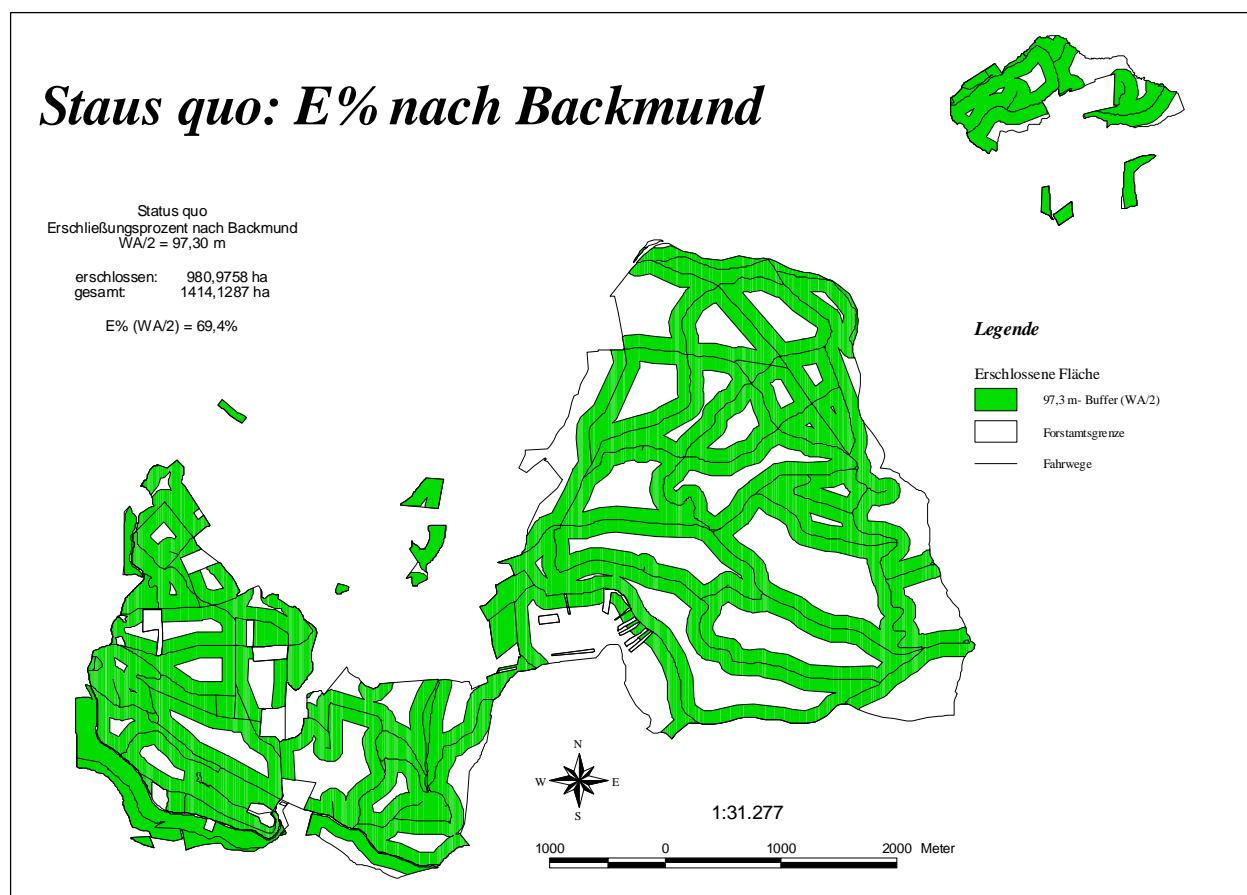 Staus quo: E% nach Backmund
Status quo
Erschließungsprozent nach Backmund
WA/2 = 97,30 m
erschlossen: 980,9758 ha
gesamt: 1414,1287 ha
E% (WA/2) = 69,4%
Legende
Erschlossene Fläche
97,3 m- Buffer (WA/2)
Forstamtsgrenze
Fahrwege
N
W E
S
1:31.277
1000 0 1000 2000 Meter